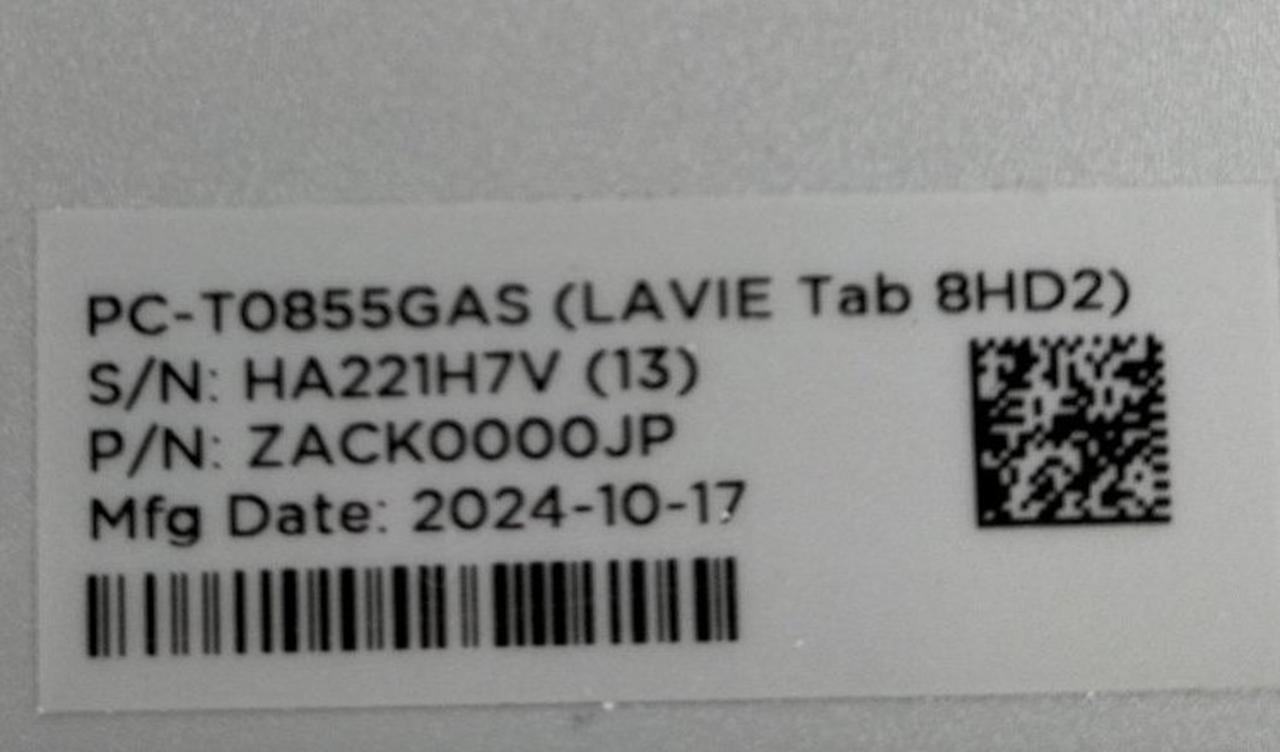 PC-T0855GAS (LAVIE Tab 8HD2)
S/N: HA221H7V (13)
P/N: ZACK0000JP
Mfg Date: 2024-10-17